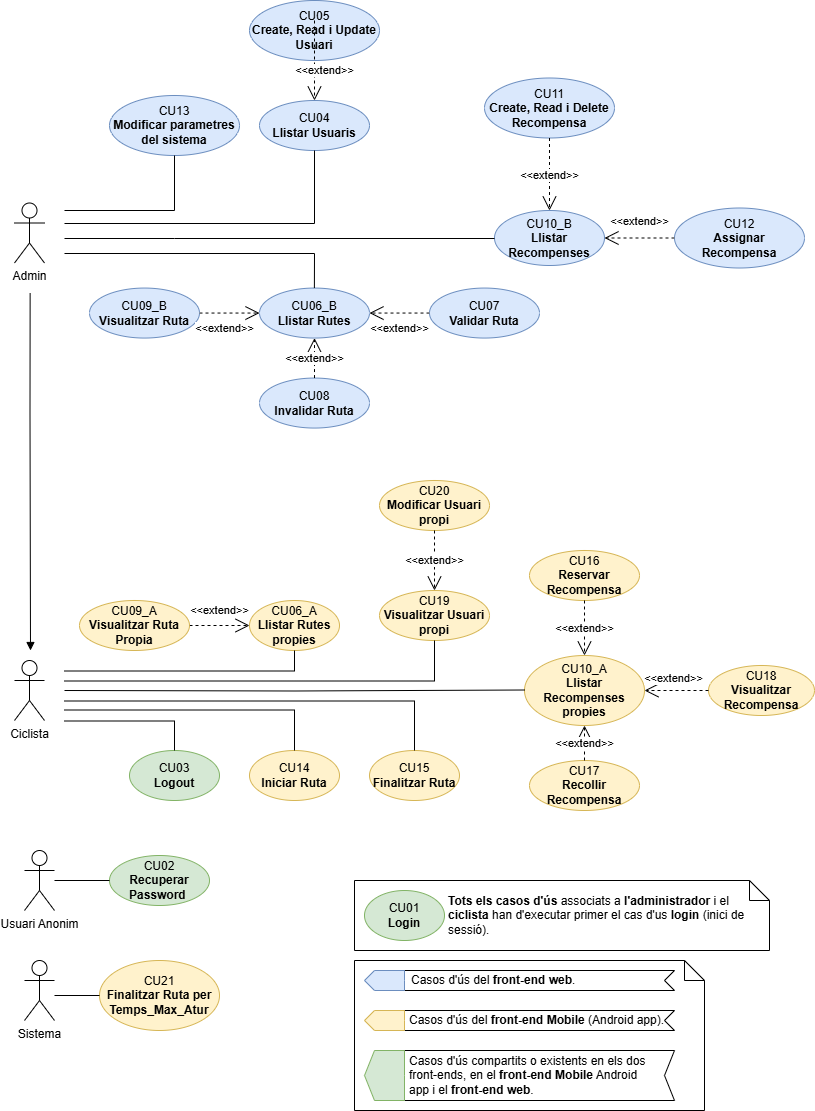 CU05
Create, Read i Update
Usuari
<<extend>>
CU13
Modificar parametres
del sistema
CU04
Llistar Usuaris
CU11
Create, Read i Delete
Recompensa
<<extend>>
CU10_B
Llistar
Recompenses
<<extend>>
CU12
Assignar
Recompensa
Admin
CU09_B
Visualitzar Ruta
<<extend>>
CU06_B
Llistar Rutes
<<extend>>
CU07
Validar Ruta
<<extend>>
CU08
Invalidar Ruta
CU20
Modificar Usuari
propi
<<extend>>
CU16
Reservar
Recompensa
<<extend>>
CU09_A
Visualitzar Ruta
Propia
<<extend>>
CU06_A
Llistar Rutes
propies
CU19
Visualitzar Usuari
propi
CU10_A
Llistar
Recompenses
propies
<<extend>>
CU18
Visualitzar
Recompensa
Ciclista
<<extend>>
CU03
Logout
CU14
Iniciar Ruta
CU15
Finalitzar Ruta
CU17
Recollir
Recompensa
CU02
Recuperar
Password
Usuari Anonim
CU01
Login
Tots els casos d'ús associats a l'administrador i el
ciclista han d'executar primer el cas d'us login (inici de
sessió).
CU21
Finalitzar Ruta per
Temps_Max_Atur
Sistema
Casos d'ús del front-end web.
Casos d'ús del front-end Mobile (Android app).
Casos d'ús compartits o existents en els dos
front-ends, en el front-end Mobile Android
app i el front-end web.